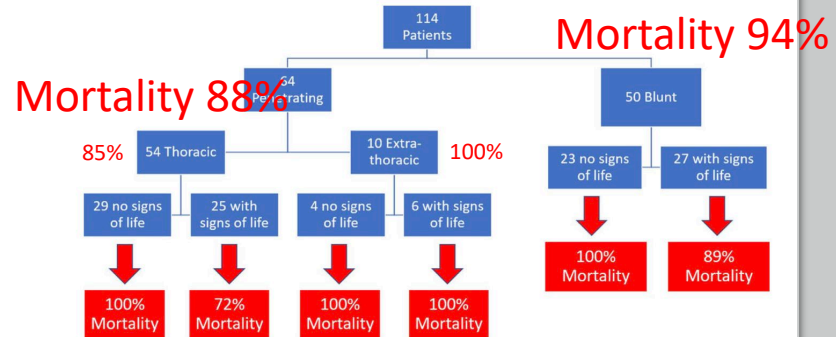 114
Patients
Mortality 94%
64
Penetrating
Mortality 88%
50 Blunt
85%
54 Thoracic
10 Extra-
thoracic
100%
23 no signs
of life
27 with signs
of life
29 no signs
of life
25 with
signs of life
4 no signs
of life
6 with signs
of life
100%
Mortality
89%
Mortality
100%
Mortality
72%
Mortality
100%
Mortality
100%
Mortality